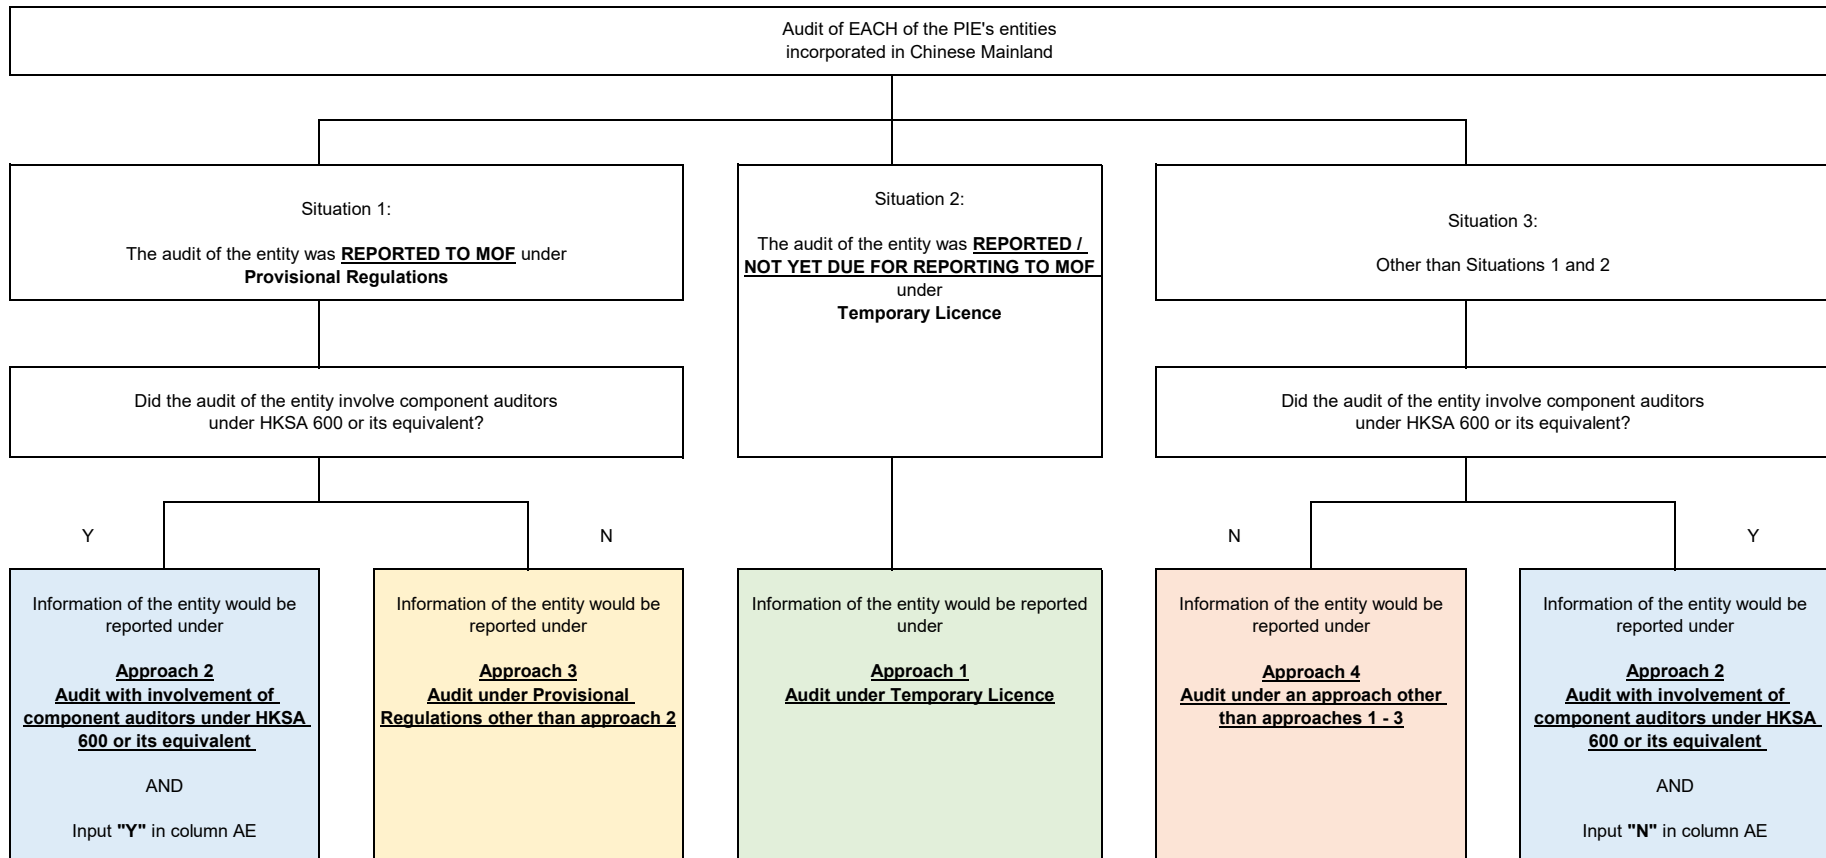 Audit of EACH of the PIE's entities
incorporated in Chinese Mainland
Situation 1:
The audit of the entity was REPORTED TO MOF under
Provisional Regulations
Situation 2:
The audit of the entity was REPORTED /
NOT YET DUE FOR REPORTING TO MOF
under
Temporary Licence
Situation 3:
Other than Situations 1 and 2
Did the audit of the entity involve component auditors
under HKSA 600 or its equivalent?
Did the audit of the entity involve component auditors
under HKSA 600 or its equivalent?
Y
N
N
Y
Information of the entity would be
reported under
Approach 2
Audit with involvement of
component auditors under HKSA
600 or its equivalent
AND
Input "Y" in column AE
Information of the entity would be
reported under
Approach 3
Audit under Provisional
Regulations other than approach 2
Information of the entity would be reported
under
Approach 1
Audit under Temporary Licence
Information of the entity would be
reported under
Approach 4
Audit under an approach other
than approaches 1 - 3
Information of the entity would be
reported under
Approach 2
Audit with involvement of
component auditors under HKSA
600 or its equivalent
AND
Input "N" in column AE